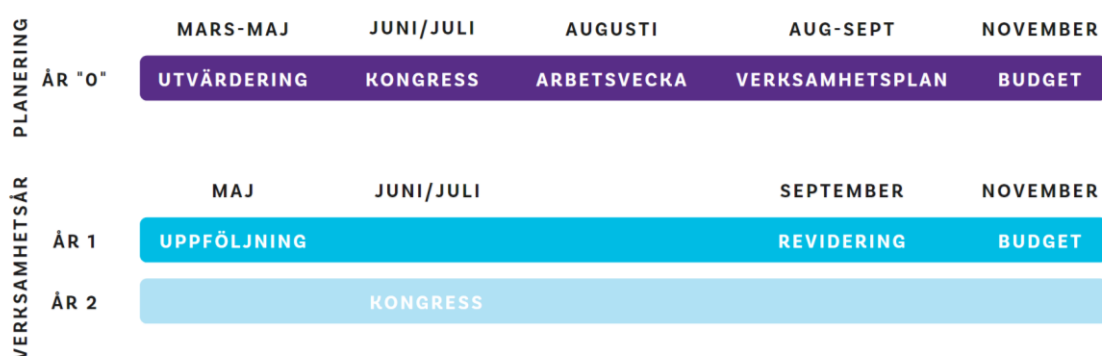 PLANERING
MARS-MAJ JUNI/JULI AUGUSTI AUG-SEPT NOVEMBER
ÅR "0" UTVÄRDERING KONGRESS ARBETSVECKA VERKSAMHETSPLAN BUDGET
VERKSAMHETSÅR
MAJ JUNI/JULI SEPTEMBER NOVEMBER
ÅR 1 UPPFÖLJNING REVIDERING BUDGET
ÅR 2 KONGRESS